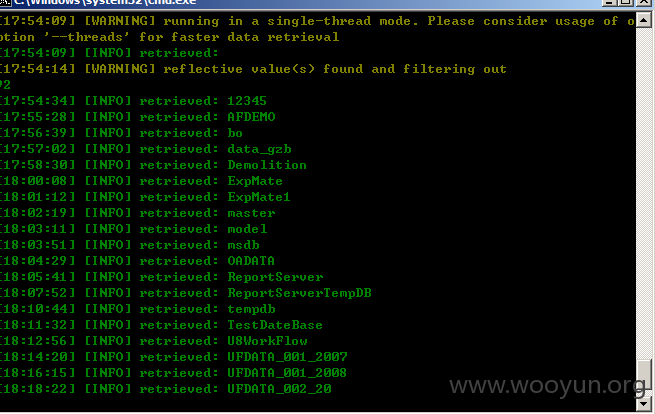 C:\Windows\system32\cmd.exe
[17:54:09] [WARNING] running in a single-thread mode. Please consider usage of o
ption '--threads' for faster data retrieval
[17:54:09] [INFO] retrieved:
[17:54:14] [WARNING] reflective value(s) found and filtering out
92
[17:54:34] [INFO] retrieved: 12345
[17:55:28] [INFO] retrieved: AFDEMO
[17:56:39] [INFO] retrieved: bo
[17:57:02] [INFO] retrieved: data_gzb
[17:58:30] [INFO] retrieved: Demolition
[18:00:08] [INFO] retrieved: ExpMate
[18:01:12] [INFO] retrieved: ExpMate1
[18:02:19] [INFO] retrieved: master
[18:03:11] [INFO] retrieved: model
[18:03:51] [INFO] retrieved: msdb
[18:04:29] [INFO] retrieved: OADATA
[18:05:41] [INFO] retrieved: ReportServer
[18:07:52] [INFO] retrieved: ReportServerTempDB
[18:10:44] [INFO] retrieved: tempdb
[18:11:32] [INFO] retrieved: TestDateBase
[18:12:56] [INFO] retrieved: U8WorkFlow
[18:14:20] [INFO] retrieved: UFDATA_001_2007
[18:16:15] [INFO] retrieved: UFDATA_001_2008
[18:18:22] [INFO] retrieved: UFDATA_002_20
www.wooyun.org